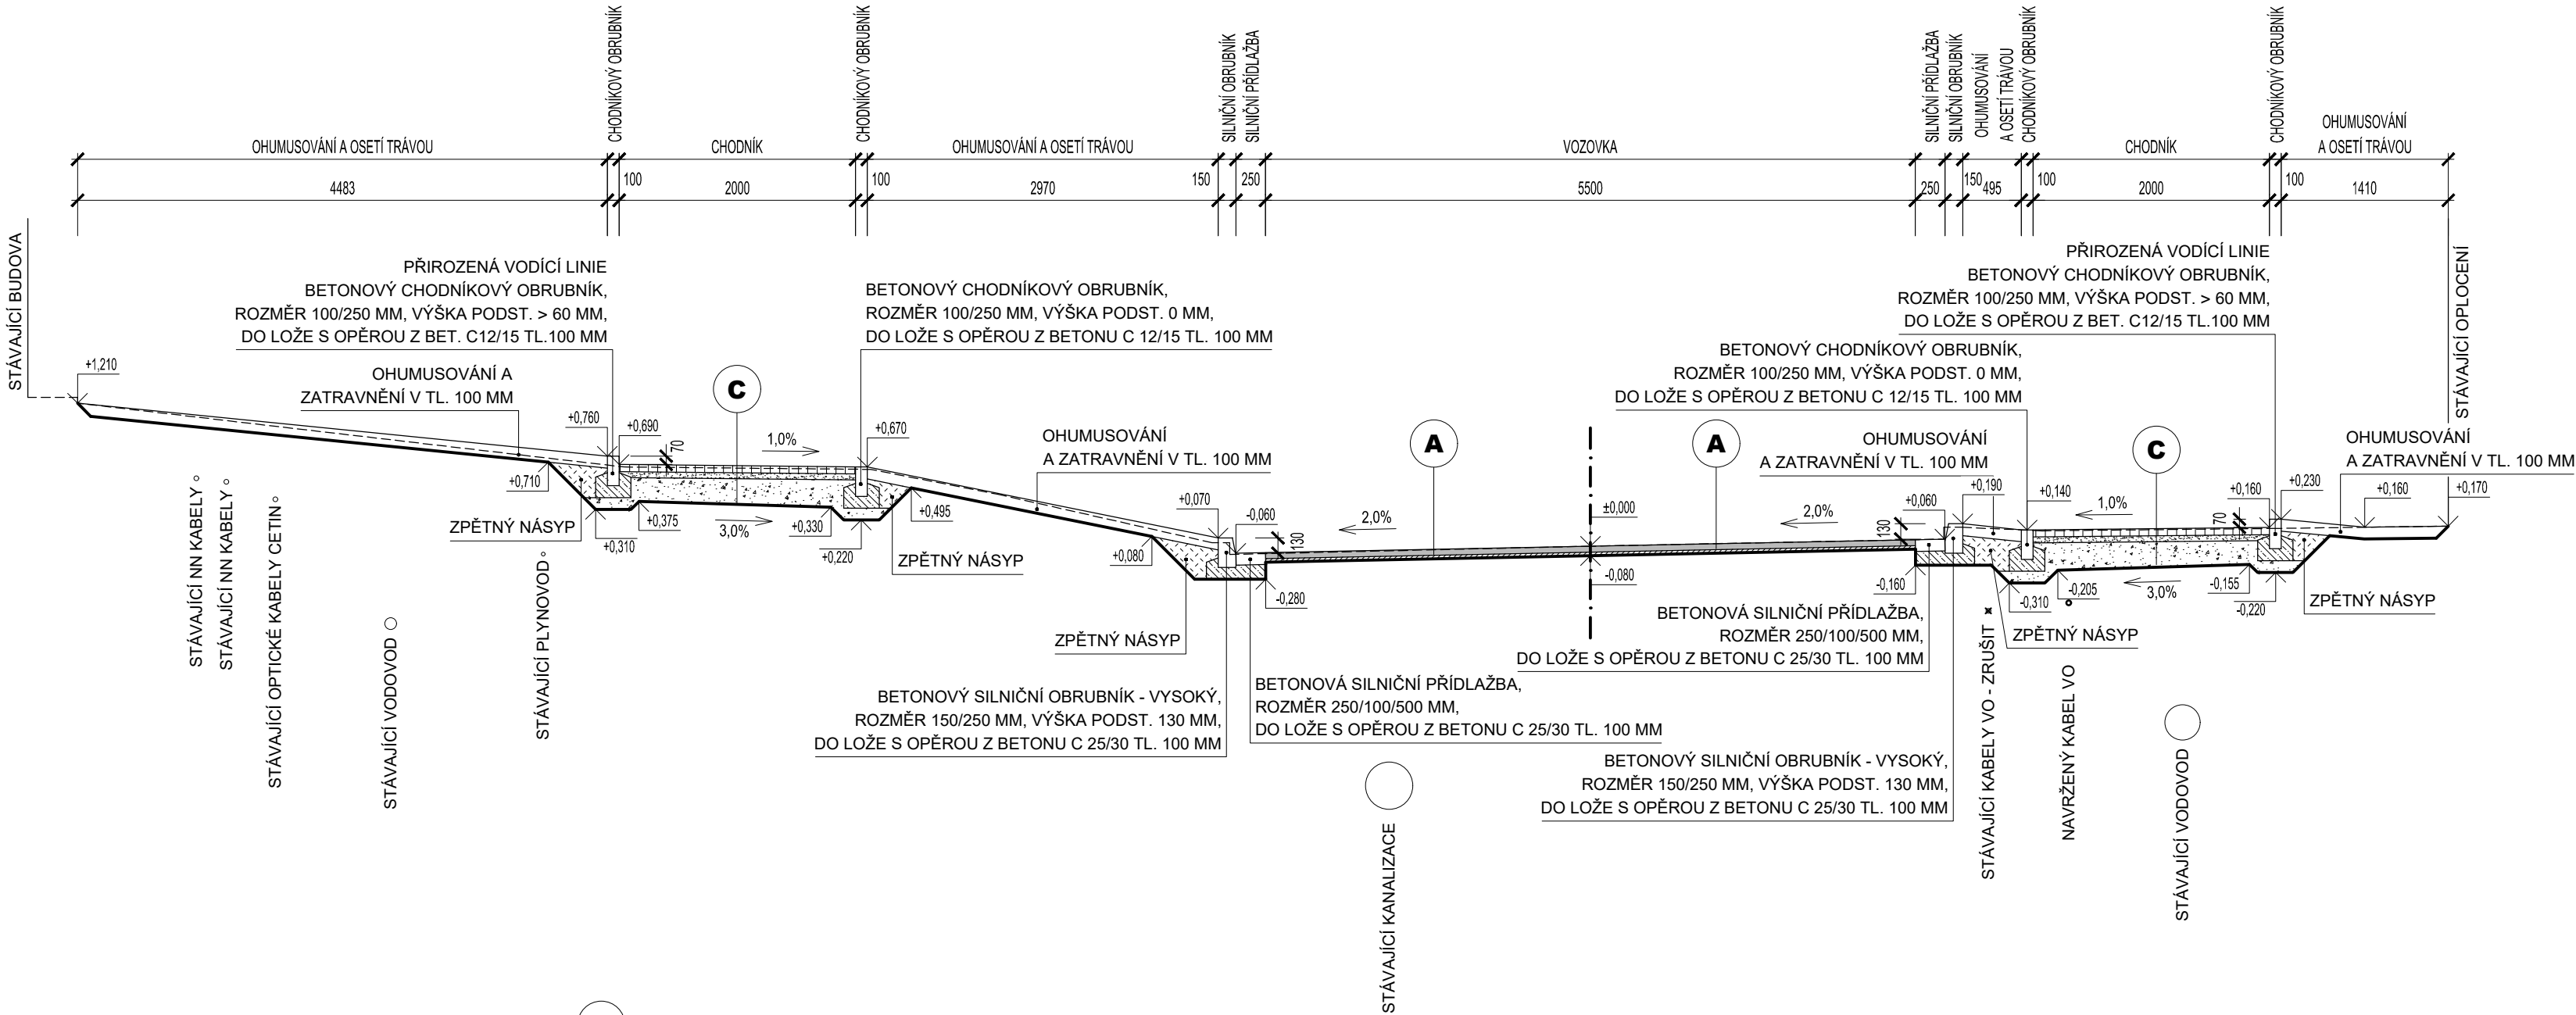 CHODNÍKOVÝ OBRUBNÍK
CHODNÍKOVÝ OBRUBNÍK
SILNIČNÍ OBRUBNÍK
SILNIČNÍ PŘÍDLAŽBA
SILNIČNÍ PŘÍDLAŽBA
SILNIČNÍ OBRUBNÍK
OHUMUSOVÁNÍ
A OSETÍ TRÁVOU
CHODNÍKOVÝ OBRUBNÍK
CHODNÍKOVÝ OBRUBNÍK
OHUMUSOVÁNÍ
A OSETÍ TRÁVOU
OHUMUSOVÁNÍ A OSETÍ TRÁVOU
CHODNÍK
OHUMUSOVÁNÍ A OSETÍ TRÁVOU
VOZOVKA
CHODNÍK
4483
100
2000
100
2970
150
250
5500
250
150
495
100
2000
100
1410
STÁVAJÍCÍ BUDOVA
PŘIROZENÁ VODÍCÍ LINIE
BETONOVÝ CHODNÍKOVÝ OBRUBNÍK,
ROZMĚR 100/250 MM, VÝŠKA PODST. > 60 MM,
DO LOŽE S OPĚROU Z BET. C12/15 TL.100 MM
BETONOVÝ CHODNÍKOVÝ OBRUBNÍK,
ROZMĚR 100/250 MM, VÝŠKA PODST. 0 MM,
DO LOŽE S OPĚROU Z BETONU C 12/15 TL. 100 MM
PŘIROZENÁ VODÍCÍ LINIE
BETONOVÝ CHODNÍKOVÝ OBRUBNÍK,
ROZMĚR 100/250 MM, VÝŠKA PODST. > 60 MM,
DO LOŽE S OPĚROU Z BET. C12/15 TL.100 MM
BETONOVÝ CHODNÍKOVÝ OBRUBNÍK,
ROZMĚR 100/250 MM, VÝŠKA PODST. 0 MM,
DO LOŽE S OPĚROU Z BETONU C 12/15 TL. 100 MM
STÁVAJÍCÍ OPLOCENÍ
+1,210
OHUMUSOVÁNÍ A
ZATRAVNĚNÍ V TL. 100 MM
+0,760
+0,690
70
C
1,0%
+0,670
OHUMUSOVÁNÍ
A ZATRAVNĚNÍ V TL. 100 MM
A
A
OHUMUSOVÁNÍ
A ZATRAVNĚNÍ V TL. 100 MM
C
OHUMUSOVÁNÍ
A ZATRAVNĚNÍ V TL. 100 MM
+0,710
+0,375
+0,310
3,0%
+0,330
+0,220
+0,495
ZPĚTNÝ NÁSYP
ZPĚTNÝ NÁSYP
+0,070
-0,060
130
+0,080
-0,280
2,0%
±0,000
-0,080
2,0%
130
+0,060
+0,190
+0,140
1,0%
+0,160
70
+0,230
+0,160
+0,170
-0,160
-0,310
-0,205
3,0%
-0,155
-0,220
ZPĚTNÝ NÁSYP
ZPĚTNÝ NÁSYP
ZPĚTNÝ NÁSYP
STÁVAJÍCÍ NN KABELY
STÁVAJÍCÍ NN KABELY
STÁVAJÍCÍ OPTICKÉ KABELY CETIN
STÁVAJÍCÍ VODOVOD
STÁVAJÍCÍ PLYNOVOD
BETONOVÝ SILNIČNÍ OBRUBNÍK - VYSOKÝ,
ROZMĚR 150/250 MM, VÝŠKA PODST. 130 MM,
DO LOŽE S OPĚROU Z BETONU C 25/30 TL. 100 MM
BETONOVÁ SILNIČNÍ PŘÍDLAŽBA,
ROZMĚR 250/100/500 MM,
DO LOŽE S OPĚROU Z BETONU C 25/30 TL. 100 MM
BETONOVÁ SILNIČNÍ PŘÍDLAŽBA,
ROZMĚR 250/100/500 MM,
DO LOŽE S OPĚROU Z BETONU C 25/30 TL. 100 MM
BETONOVÝ SILNIČNÍ OBRUBNÍK - VYSOKÝ,
ROZMĚR 150/250 MM, VÝŠKA PODST. 130 MM,
DO LOŽE S OPĚROU Z BETONU C 25/30 TL. 100 MM
STÁVAJÍCÍ KANALIZACE
STÁVAJÍCÍ KABELY VO - ZRUŠIT
NAVRŽENÝ KABEL VO
STÁVAJÍCÍ VODOVOD